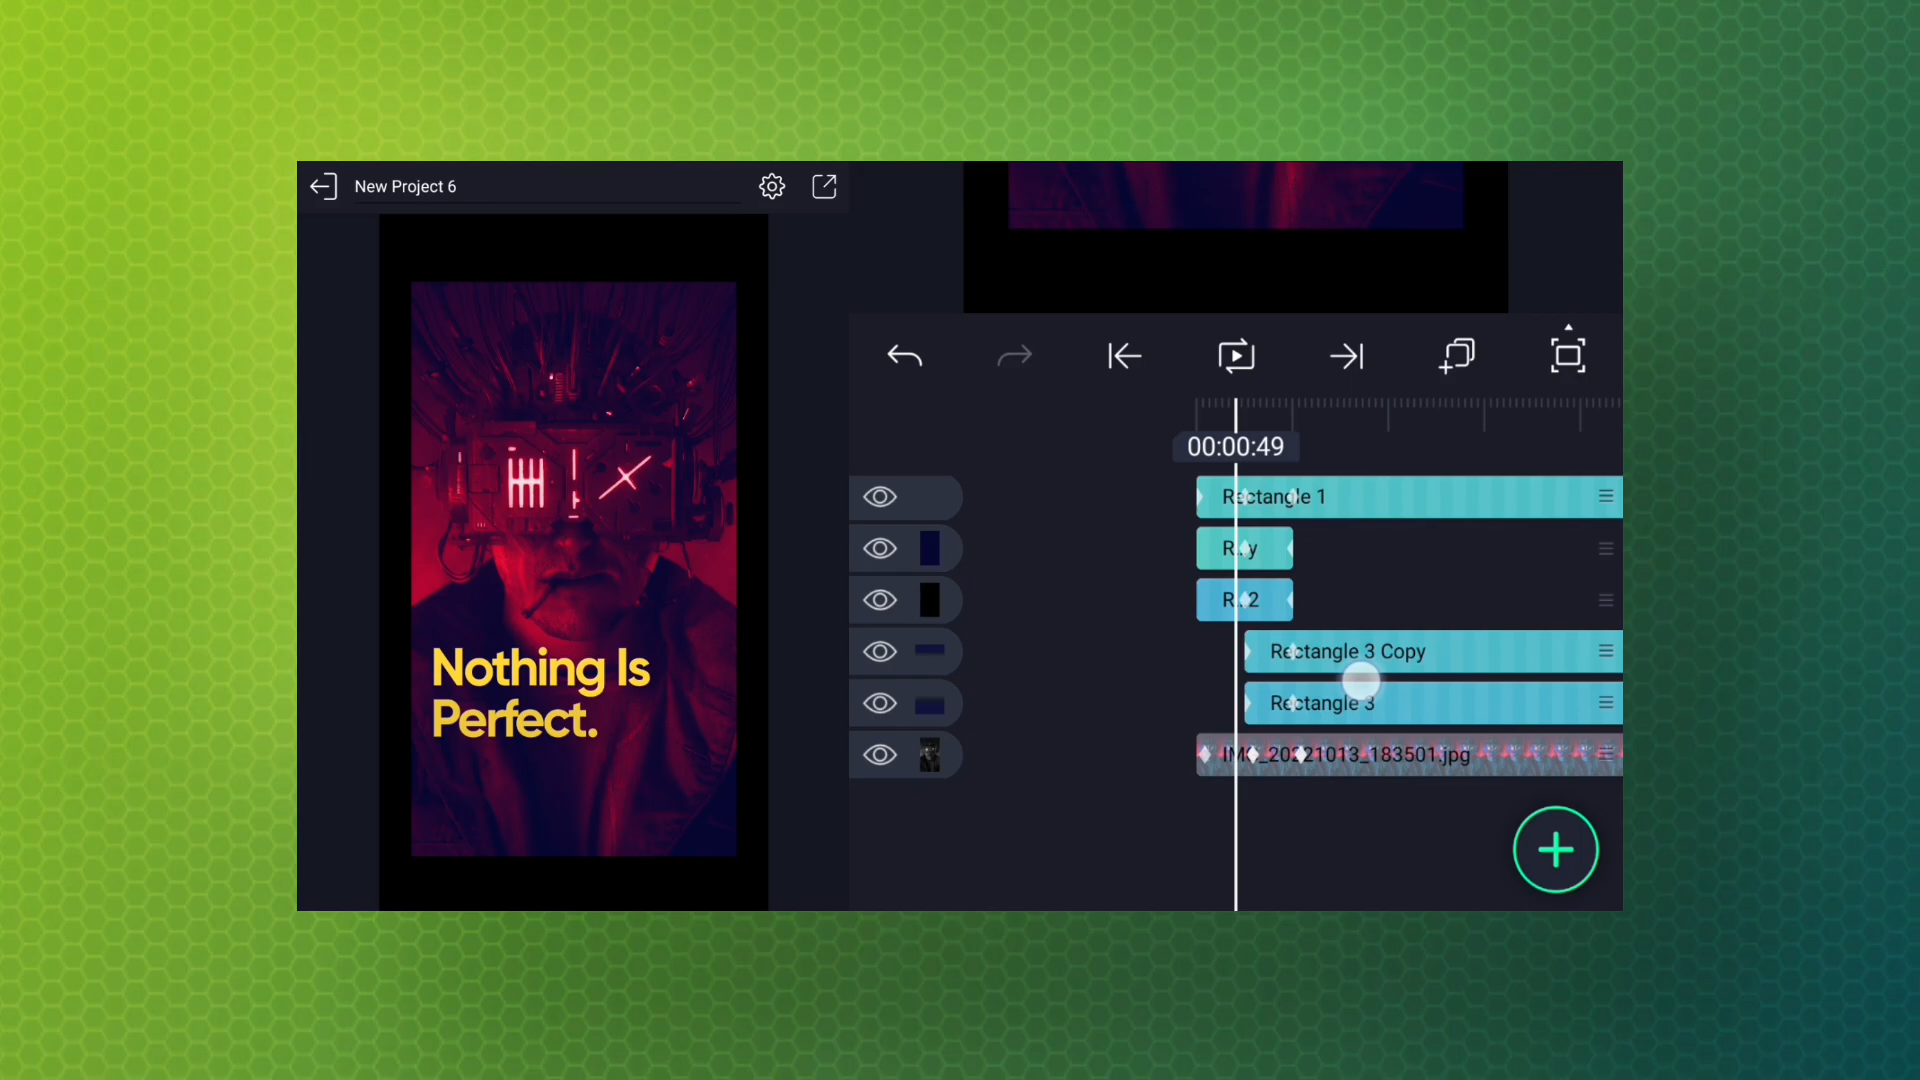 New Project 6
Nothing Is
Perfect.
00:00:49
Rectangle 1
R...y
R...2
Rectangle 3 Copy
Rectangle 3
IMG_20221013_183501.jpg